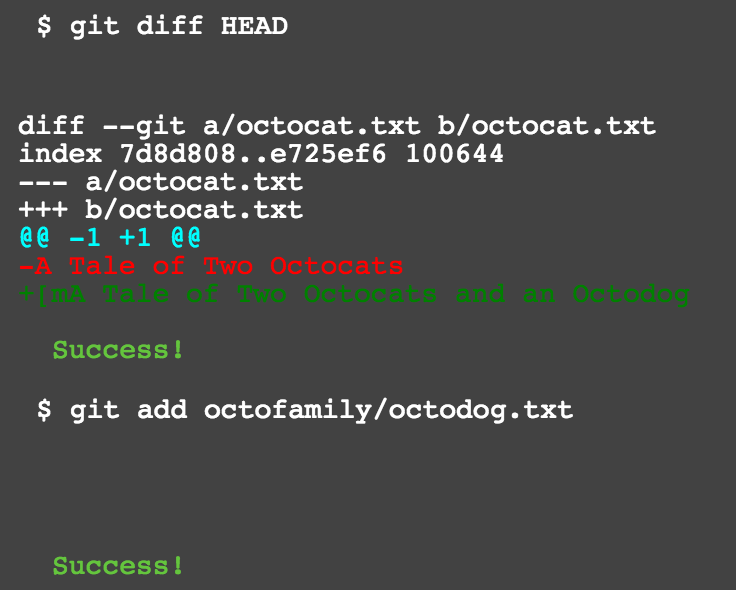 $ git diff HEAD
diff --git a/octocat.txt b/octocat.txt
index 7d8d808..e725ef6 100644
--- a/octocat.txt
+++ b/octocat.txt
@@ -1 +1 @@
-A Tale of Two Octocats
+[mA Tale of Two Octocats and an Octodog
Success!
$ git add octofamily/octodog.txt
Success!